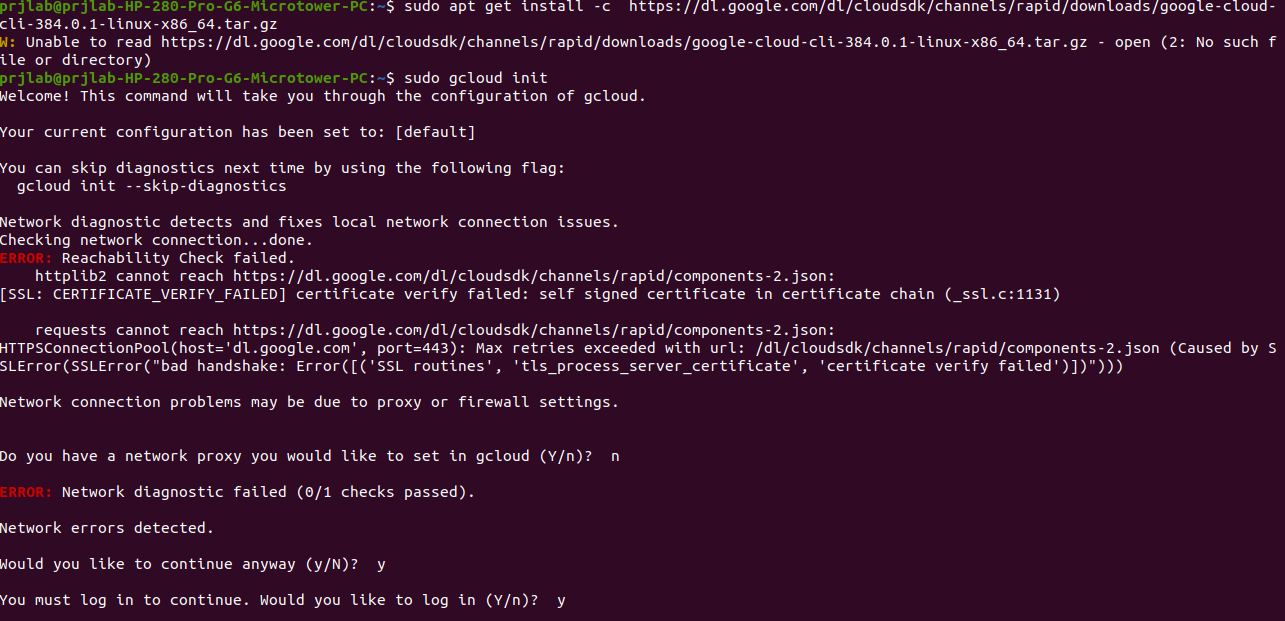 prjlab@prjlab-HP-280-Pro-G6-Microtower-PC:~$ sudo apt get install -c  https://dl.google.com/dl/cloudsdk/channels/rapid/downloads/google-cloud-
cli-384.0.1-linux-x86_64.tar.gz
W: Unable to read https://dl.google.com/dl/cloudsdk/channels/rapid/downloads/google-cloud-cli-384.0.1-linux-x86_64.tar.gz - open (2: No such f
ile or directory)
prjlab@prjlab-HP-280-Pro-G6-Microtower-PC:~$ sudo gcloud init
Welcome! This command will take you through the configuration of gcloud.

Your current configuration has been set to: [default]

You can skip diagnostics next time by using the following flag:
  gcloud init --skip-diagnostics

Network diagnostic detects and fixes local network connection issues.
Checking network connection...done.
ERROR: Reachability Check failed.
    httplib2 cannot reach https://dl.google.com/dl/cloudsdk/channels/rapid/components-2.json:
[SSL: CERTIFICATE_VERIFY_FAILED] certificate verify failed: self signed certificate in certificate chain (_ssl.c:1131)

    requests cannot reach https://dl.google.com/dl/cloudsdk/channels/rapid/components-2.json:
HTTPSConnectionPool(host='dl.google.com', port=443): Max retries exceeded with url: /dl/cloudsdk/channels/rapid/components-2.json (Caused by S
SLError(SSLError("bad handshake: Error([('SSL routines', 'tls_process_server_certificate', 'certificate verify failed')])")))

Network connection problems may be due to proxy or firewall settings.

Do you have a network proxy you would like to set in gcloud (Y/n)?  n

ERROR: Network diagnostic failed (0/1 checks passed).

Network errors detected.

Would you like to continue anyway (y/N)?  y

You must log in to continue. Would you like to log in (Y/n)?  y